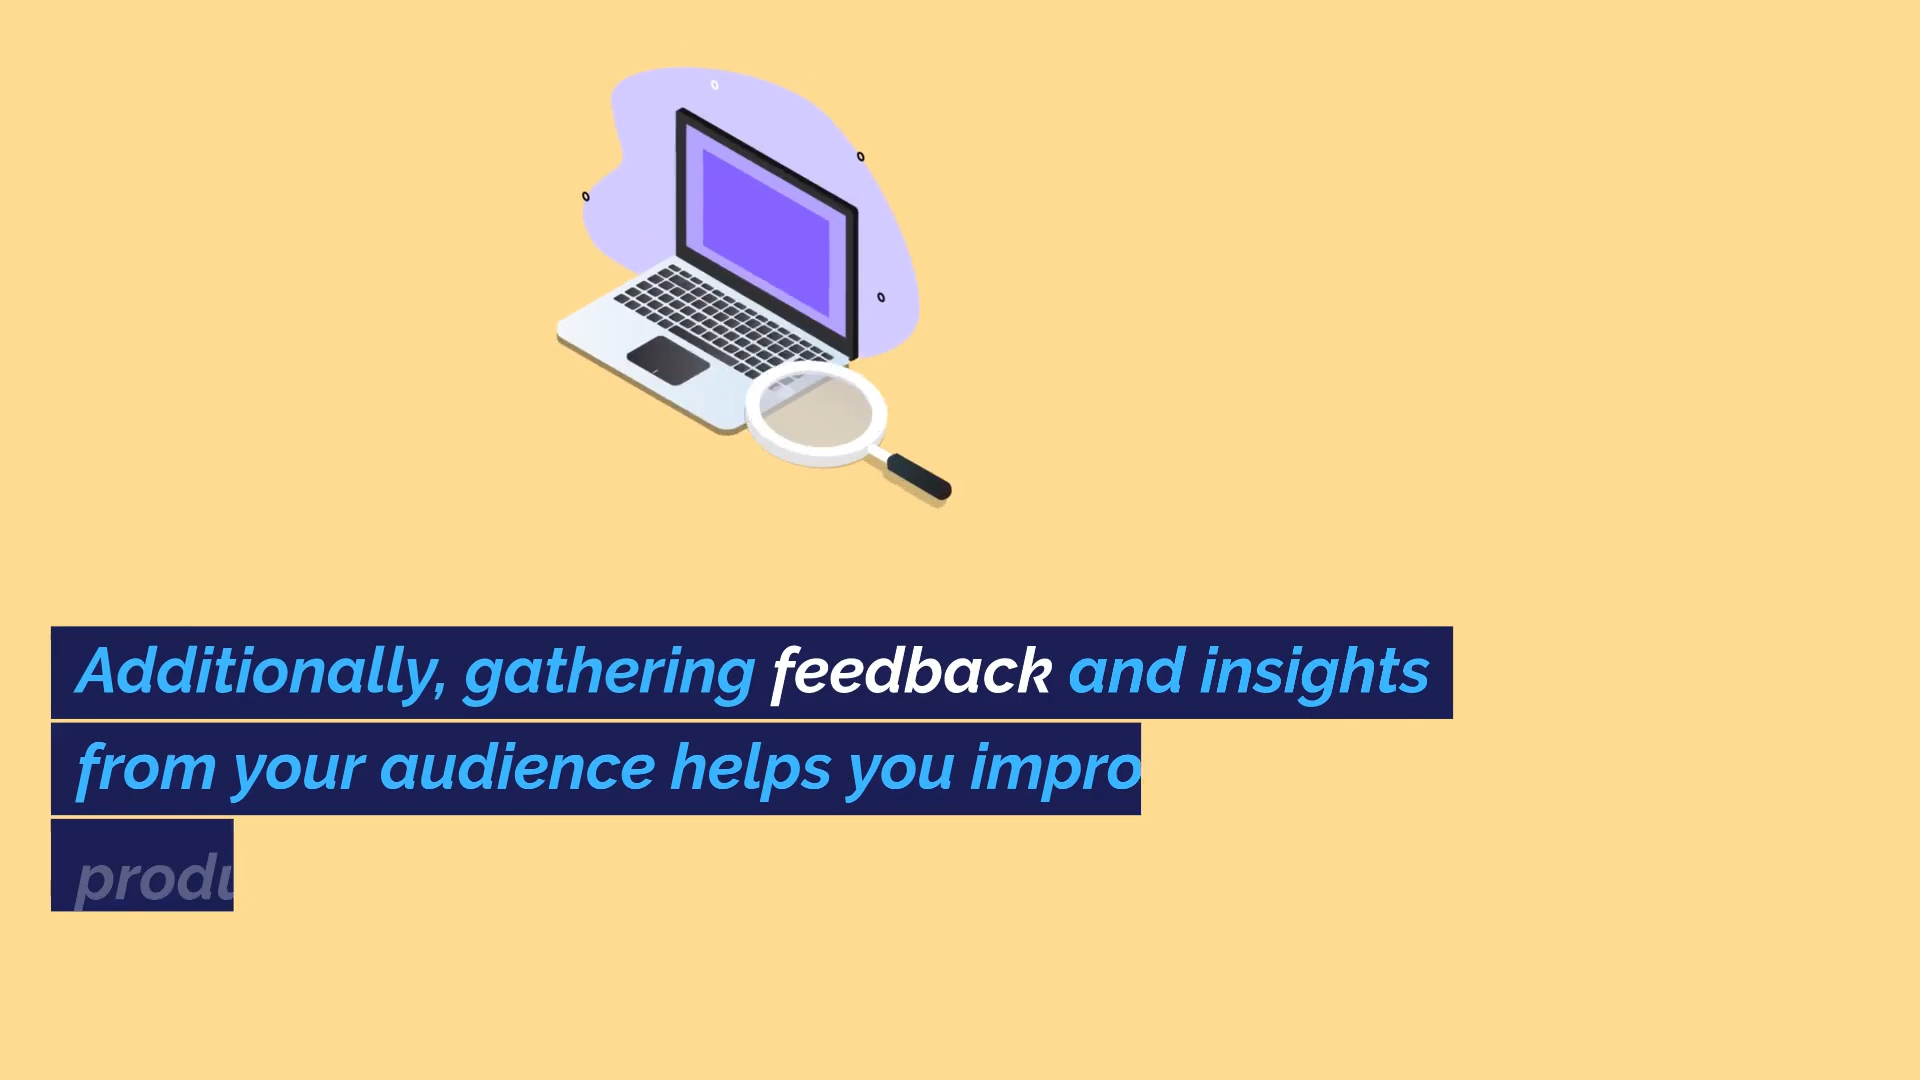 Additionally, gathering feedback and insights
from your audience helps you impro
produ